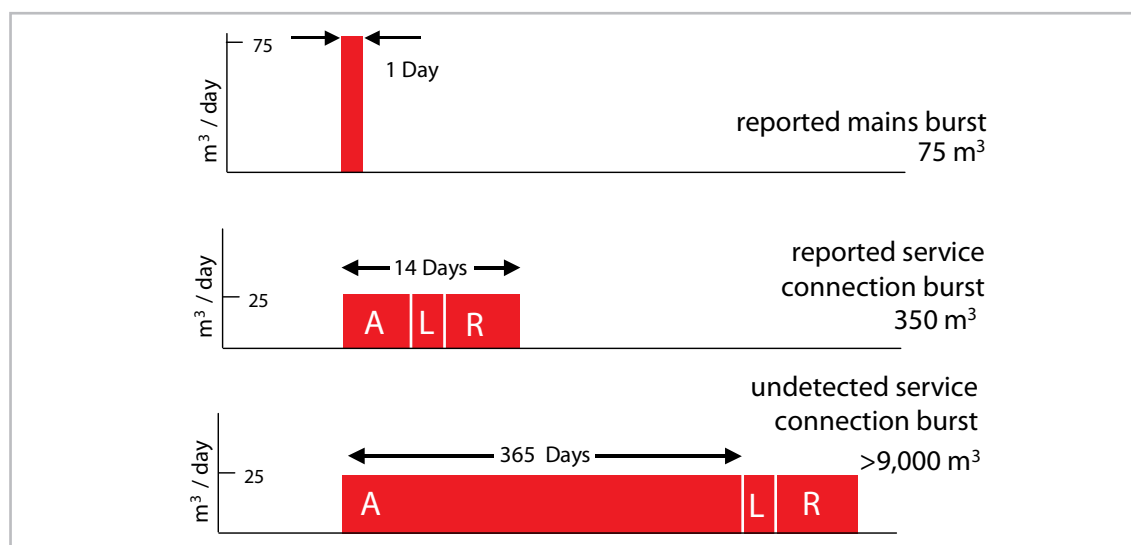 75
m³ / day
1 Day
reported mains burst
75 m³
m³ / day
25
14 Days
A L R
reported service
connection burst
350 m³
m³ / day
25
365 Days
A L R
undetected service
connection burst
>9,000 m³